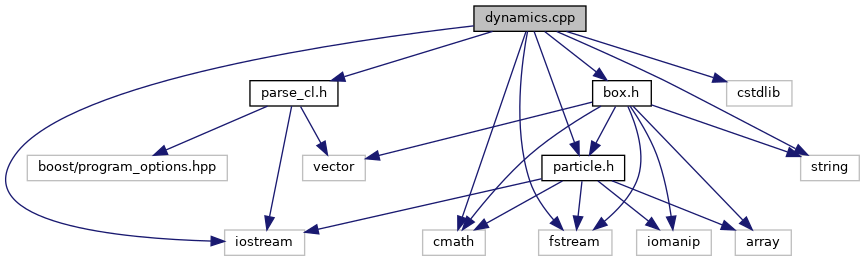 dynamics.cpp
parse_cl.h
box.h
cstdlib
boost/program_options.hpp
vector
particle.h
string
iostream
cmath
fstream
iomanip
array